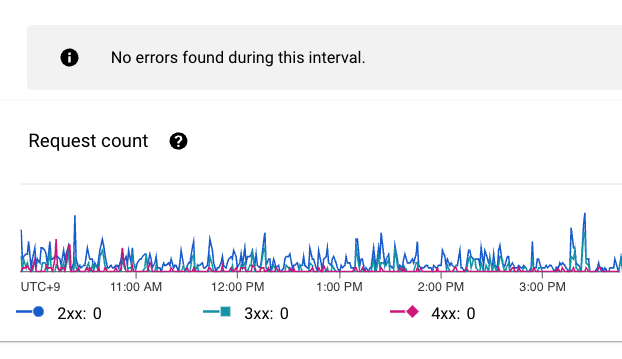 No errors found during this interval.
Request count
UTC+9 11:00 AM 12:00 PM 1:00 PM 2:00 PM 3:00 PM
2xx: 0 3xx: 0 4xx: 0